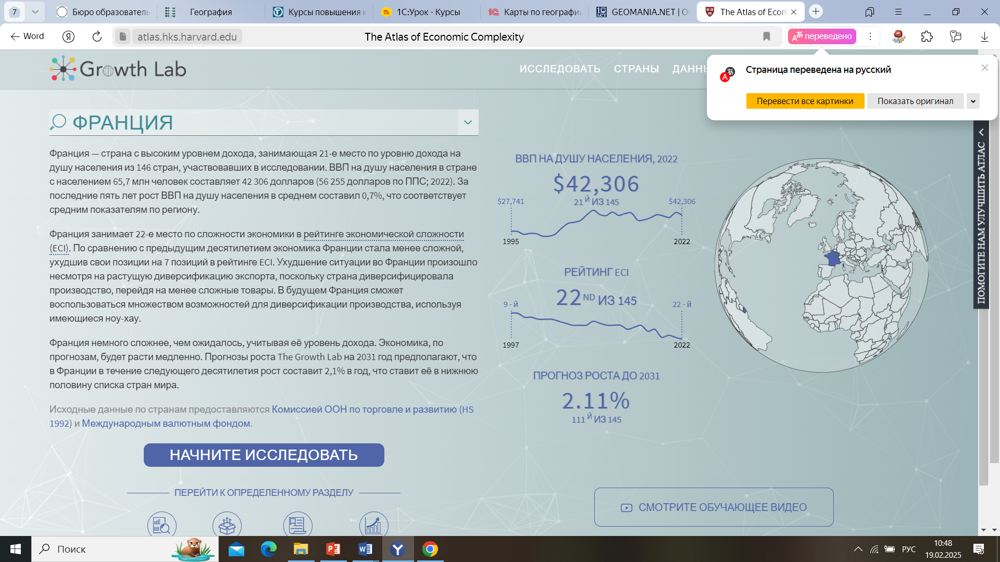 7
Бюро образователь
География
Курсы повышения к
1С:Урок - Курсы
Карты по географии
GEOMANIA.NET | О
The Atlas of Econ
Word
atlas.hks.harvard.edu
The Atlas of Economic Complexity
переведено
Страница переведена на русский
Перевести все картинки
Показать оригинал
Growth Lab
ИССЛЕДОВАТЬ СТРАНЫ ДАННЫ
ПОМОГИТЕ НАМ УЛУЧШИТЬ АТЛАС
ФРАНЦИЯ
Франция — страна с высоким уровнем дохода, занимающая 21-е место по уровню дохода на
душу населения из 146 стран, участвовавших в исследовании. ВВП на душу населения в стране
с населением 65,7 млн человек составляет 42 306 долларов (56 255 долларов по ППС; 2022). За
последние пять лет рост ВВП на душу населения в среднем составил 0,7%, что соответствует
средним показателям по региону.
Франция занимает 22-е место по сложности экономики в рейтинге экономической сложности
(ECI). По сравнению с предыдущим десятилетием экономика Франции стала менее сложной,
ухудшив свои позиции на 7 позиций в рейтинге ECI. Ухудшение ситуации во Франции произошло
несмотря на растущую диверсификацию экспорта, поскольку страна диверсифицировала
производство, перейдя на менее сложные товары. В будущем Франция сможет
воспользоваться множеством возможностей для диверсификации производства, используя
имеющиеся ноу-хау.
Франция немного сложнее, чем ожидалось, учитывая её уровень дохода. Экономика, по
прогнозам, будет расти медленно. Прогнозы роста The Growth Lab на 2031 год предполагают, что
в Франции в течение следующего десятилетия рост составит 2,1% в год, что ставит её в нижнюю
половину списка стран мира.
Исходные данные по странам предоставляются Комиссией ООН по торговле и развитию (HS
1992) и Международным валютным фондом.
НАЧНИТЕ ИССЛЕДОВАТЬ
ПЕРЕЙТИ К ОПРЕДЕЛЕННОМУ РАЗДЕЛУ
ВВП НА ДУШУ НАСЕЛЕНИЯ, 2022
$42,306
21 Й ИЗ 145
$27,741
$42,306
1995
2022
РЕЙТИНГ ECI
22 ND ИЗ 145
9 - й
22 - й
1997
2022
ПРОГНОЗ РОСТА ДО 2031
2.11%
111 Й ИЗ 145
СМОТРИТЕ ОБУЧАЮЩЕЕ ВИДЕО
Поиск
РУС
10:48
19.02.2025